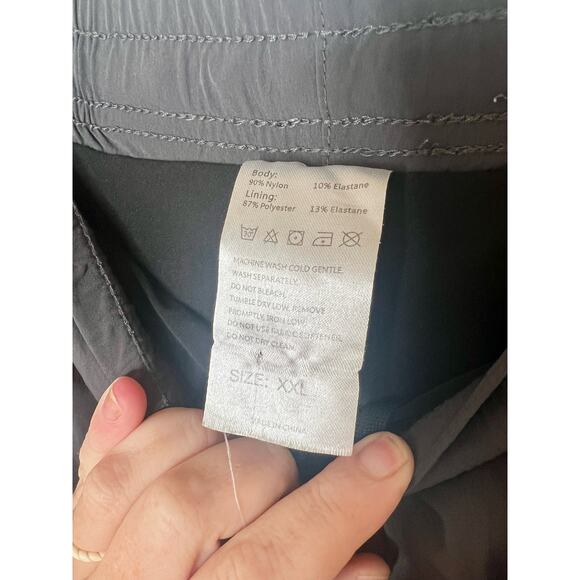 Body:
90% Nylon 10% Elastane
Lining:
87% Polyester 13% Elastane
30°
MACHINE WASH COLD GENTLE.
WASH SEPARATELY.
DO NOT BLEACH.
TUMBLE DRY LOW, REMOVE
PROMPTLY, IRON LOW.
DO NOT USE FABRIC SOFTENER.
DO NOT DRY CLEAN.
SIZE: XXL
MADE IN CHINA